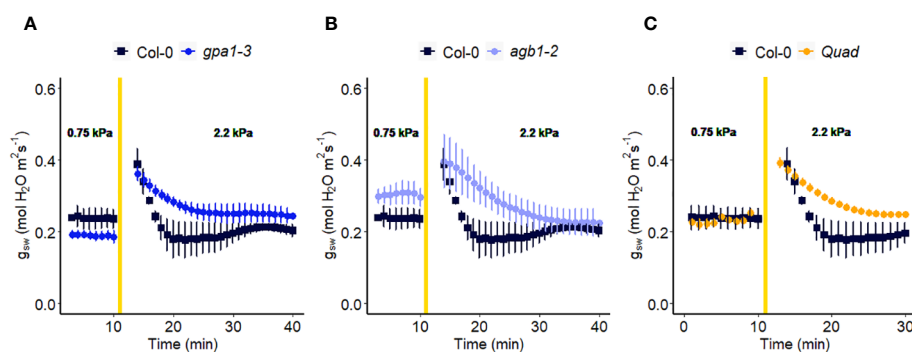 A
Col-0 gpa1-3
0.6
0.4
0.2
0.0
0.75 kPa
2.2 kPa
gsw (mol H2O m²s⁻¹)
10 20 30 40
Time (min)
B
Col-0 agb1-2
0.6
0.4
0.2
0.0
0.75 kPa
2.2 kPa
gsw (mol H2O m²s⁻¹)
10 20 30 40
Time (min)
C
Col-0 Quad
0.6
0.4
0.2
0.0
0.75 kPa
2.2 kPa
gsw (mol H2O m²s⁻¹)
0 10 20 30
Time (min)